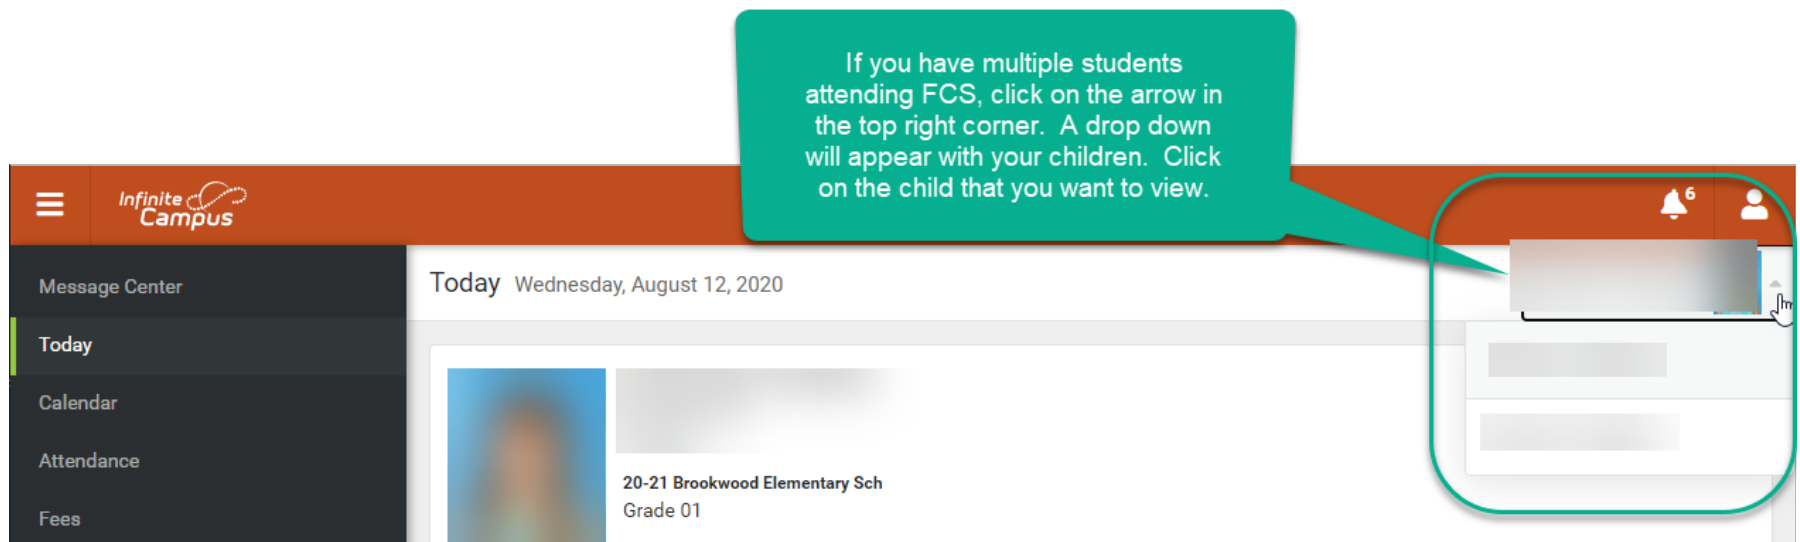 If you have multiple students
attending FCS, click on the arrow in
the top right corner.  A drop down
will appear with your children.  Click
on the child that you want to view.
Infinite
Campus
6
Message Center
Today Wednesday, August 12, 2020
Today
Calendar
Attendance
20-21 Brookwood Elementary Sch
Grade 01
Fees